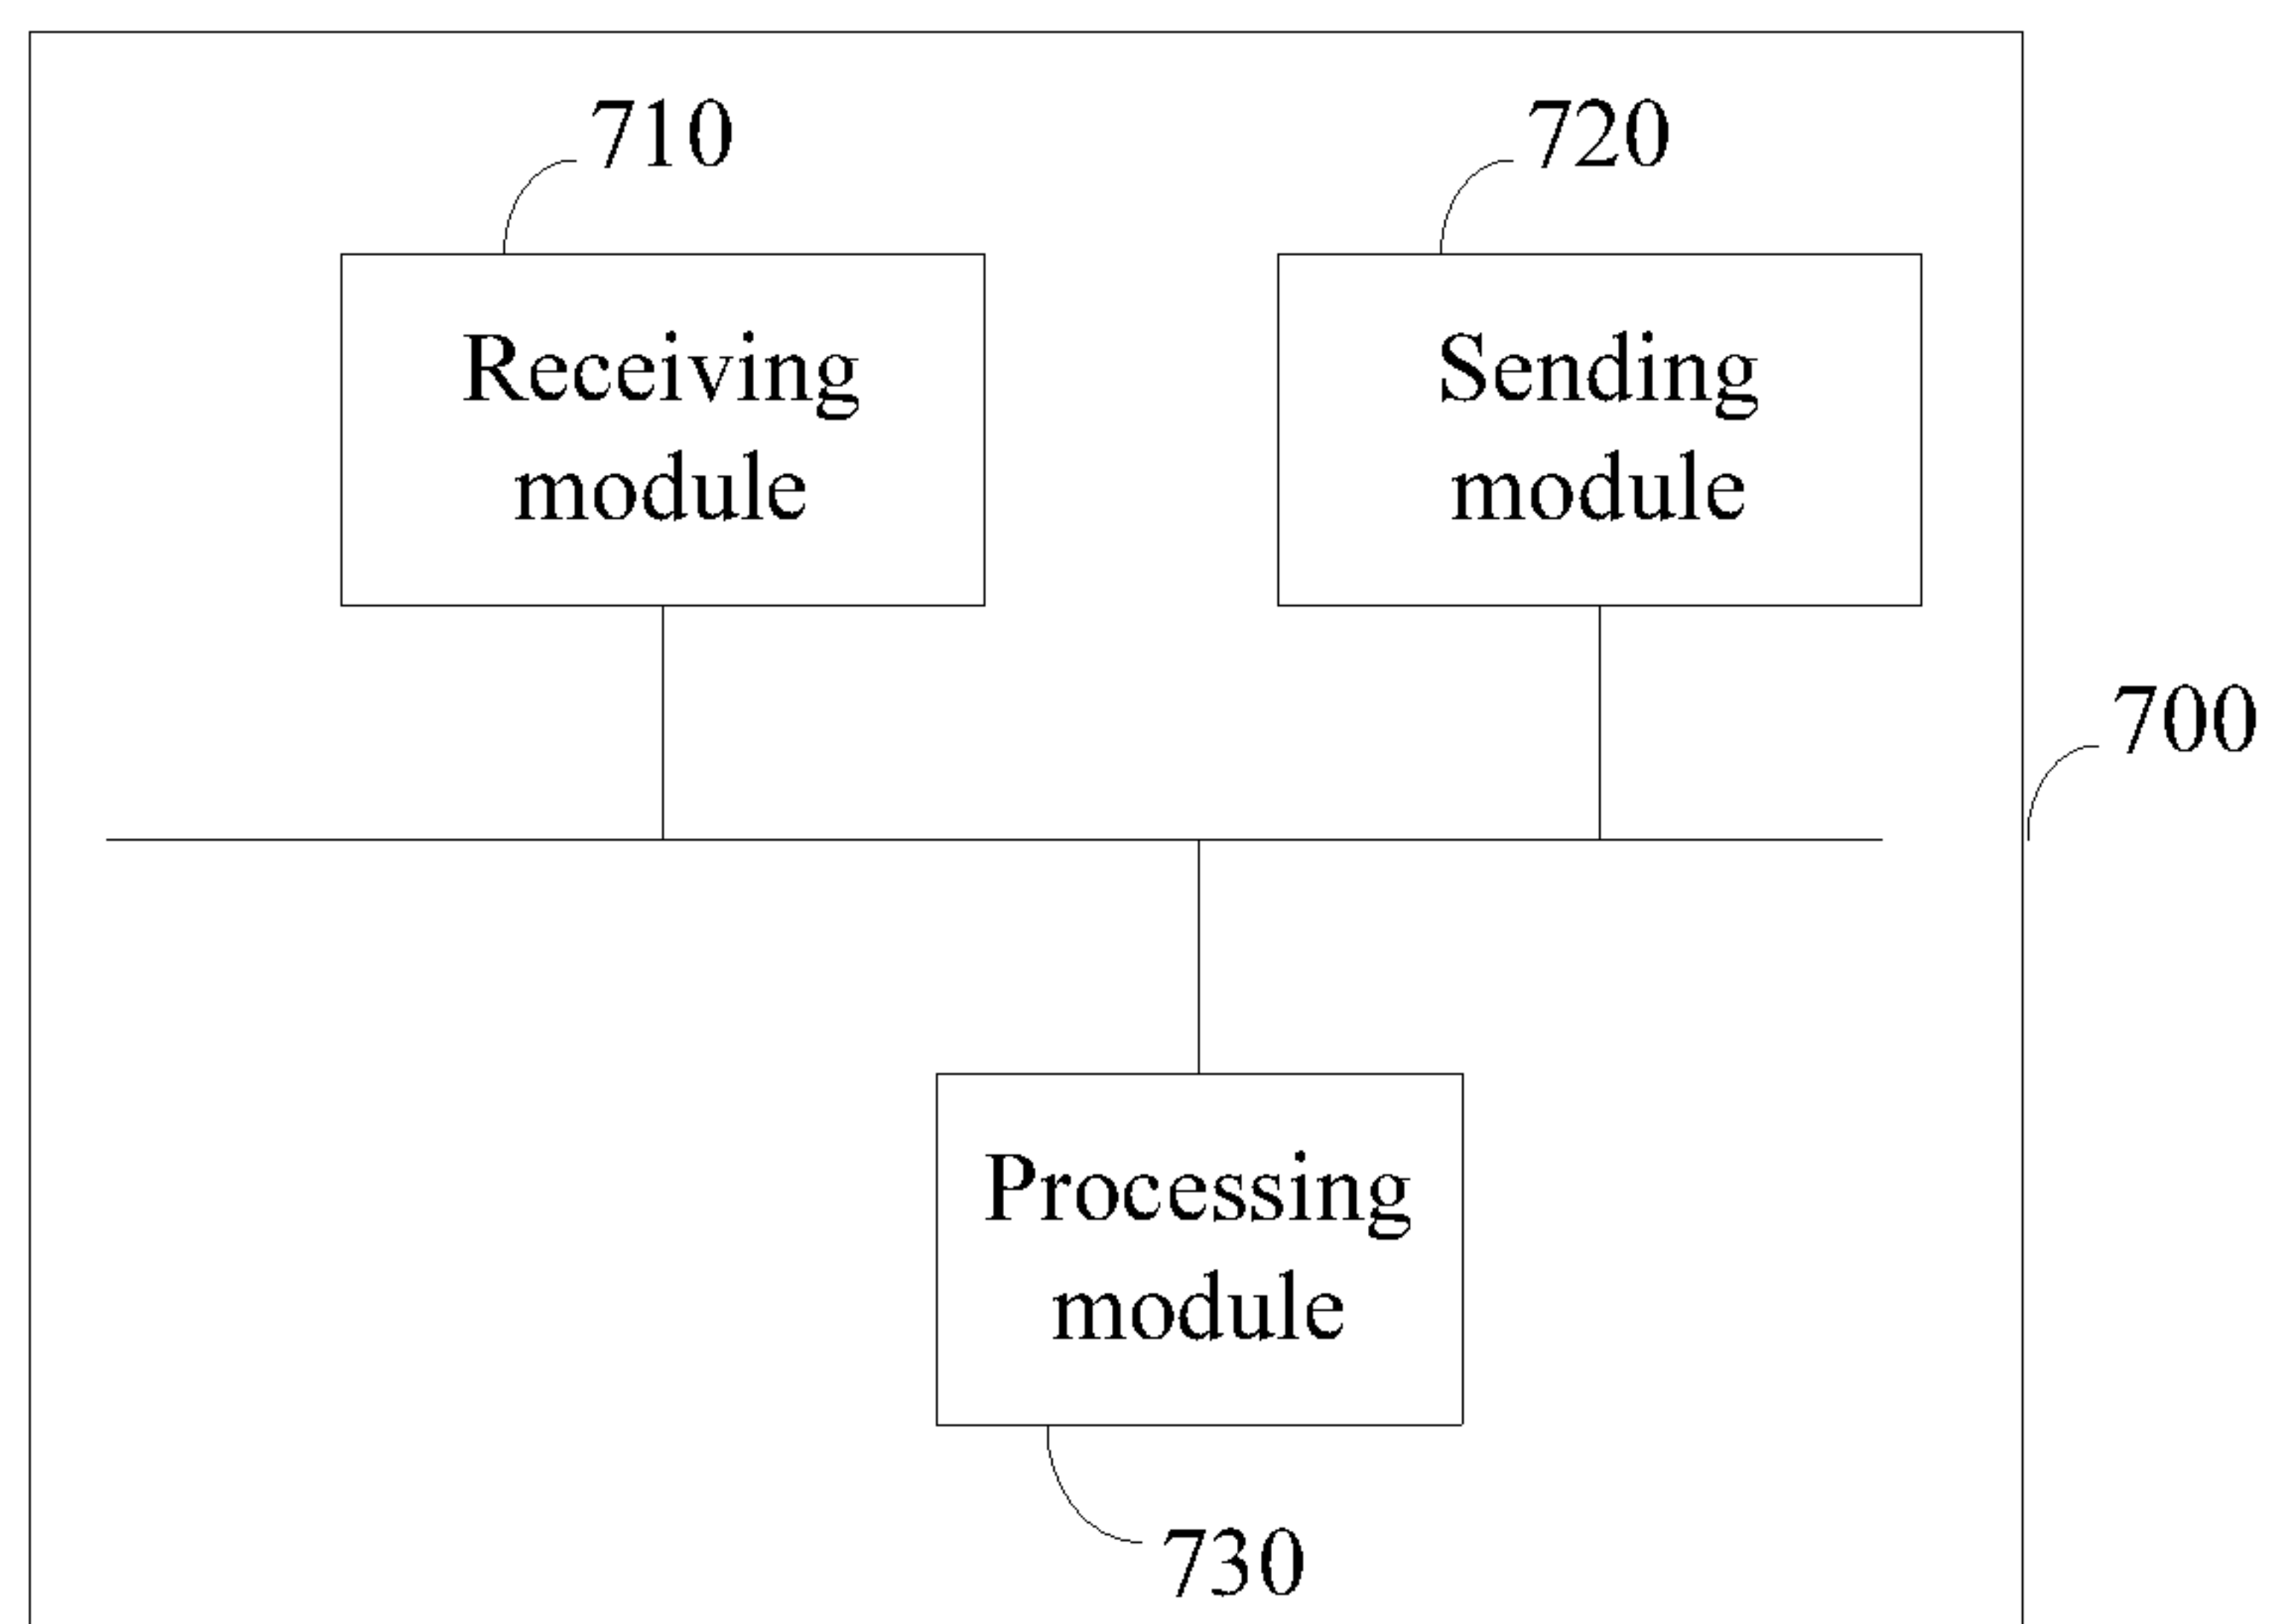 710
720
Receiving
module
Sending
module
700
Processing
module
730